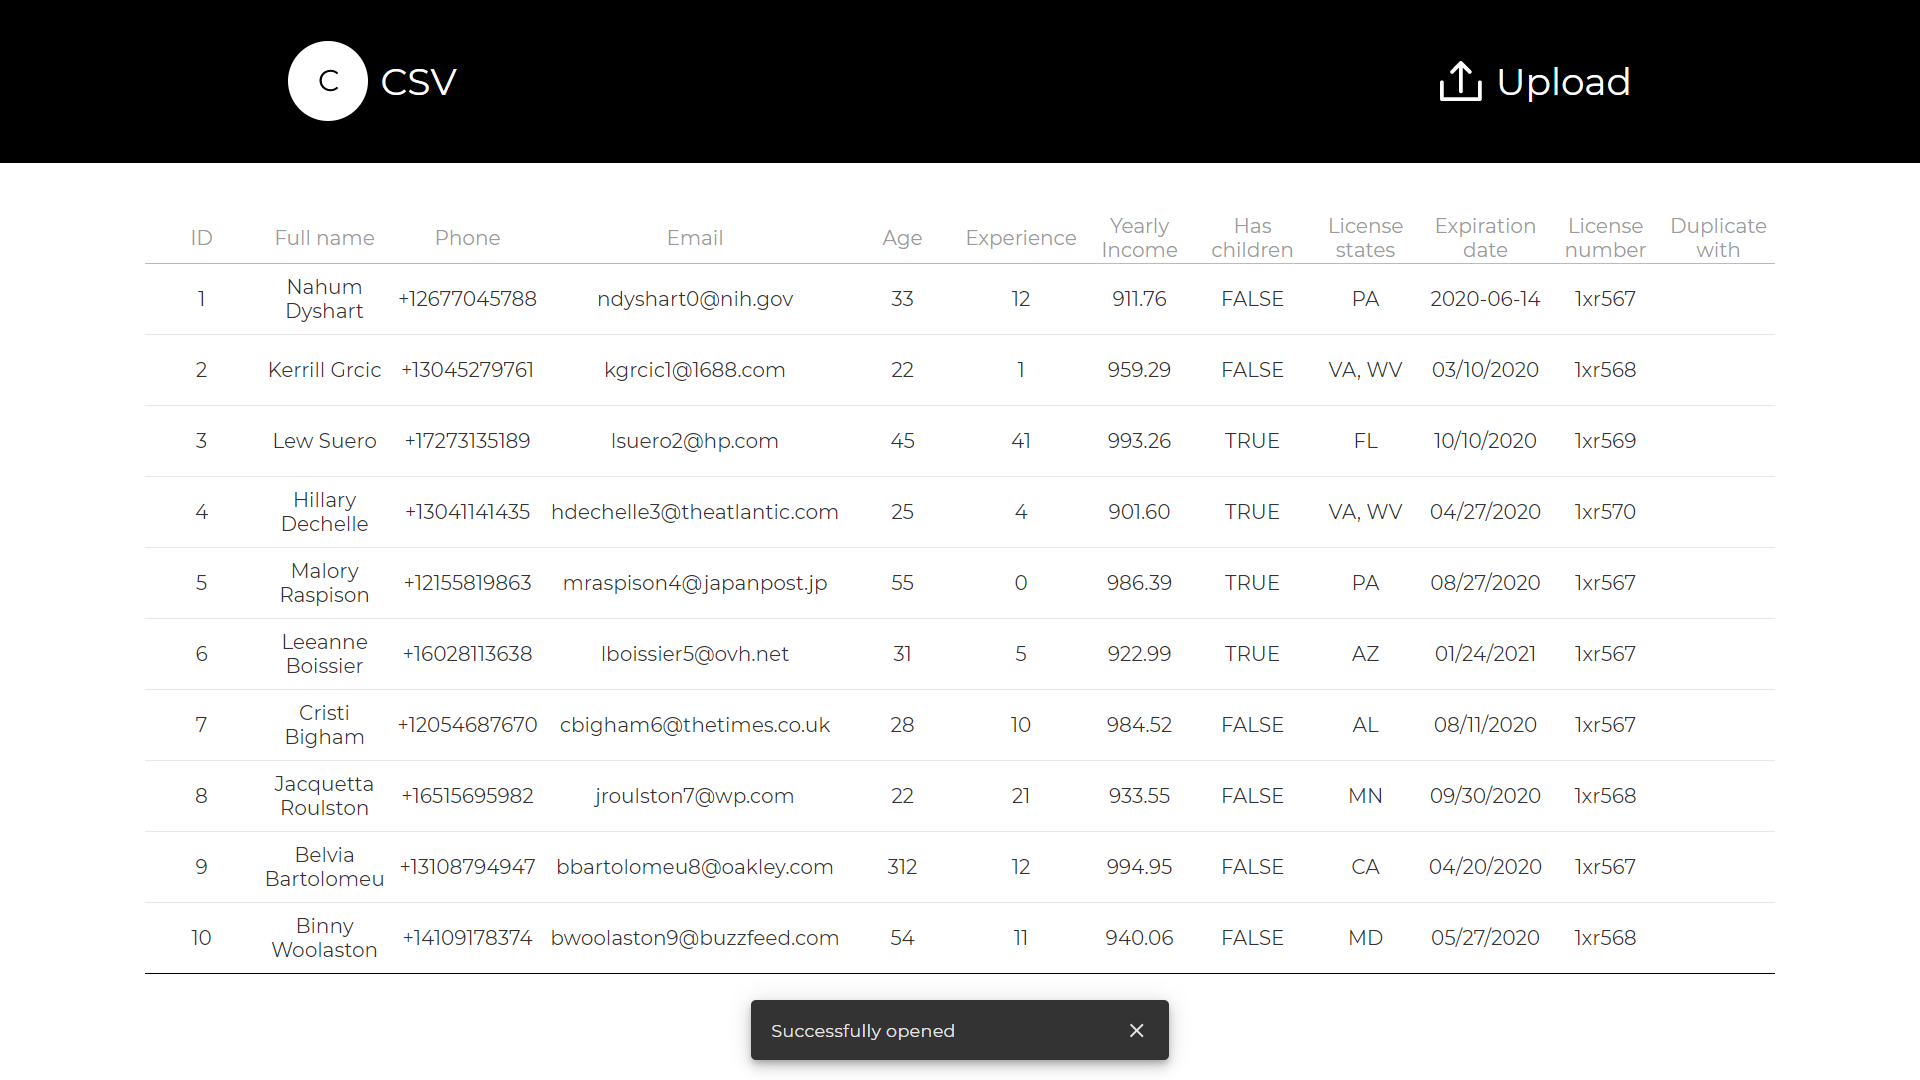 C CSV Upload
ID Full name Phone Email Age Experience Yearly Income Has children License states Expiration date License number Duplicate with
1 Nahum Dyshart +12677045788 ndyshart0@nih.gov 33 12 911.76 FALSE PA 2020-06-14 1xr567
2 Kerrill Grcic +13045279761 kgrcic1@1688.com 22 1 959.29 FALSE VA, WV 03/10/2020 1xr568
3 Lew Suero +17273135189 lsuero2@hp.com 45 41 993.26 TRUE FL 10/10/2020 1xr569
4 Hillary Dechelle +13041141435 hdechelle3@theatlantic.com 25 4 901.60 TRUE VA, WV 04/27/2020 1xr570
5 Malory Raspison +12155819863 mraspison4@japanpost.jp 55 0 986.39 TRUE PA 08/27/2020 1xr567
6 Leeanne Boissier +16028113638 lboissier5@ovh.net 31 5 922.99 TRUE AZ 01/24/2021 1xr567
7 Cristi Bigham +12054687670 cbigham6@thetimes.co.uk 28 10 984.52 FALSE AL 08/11/2020 1xr567
8 Jacquetta Roulston +16515695982 jroulston7@wp.com 22 21 933.55 FALSE MN 09/30/2020 1xr568
9 Belvia Bartolomeu +13108794947 bbartolomeu8@oakley.com 312 12 994.95 FALSE CA 04/20/2020 1xr567
10 Binny Woolaston +14109178374 bwoolaston9@buzzfeed.com 54 11 940.06 FALSE MD 05/27/2020 1xr568
Successfully opened